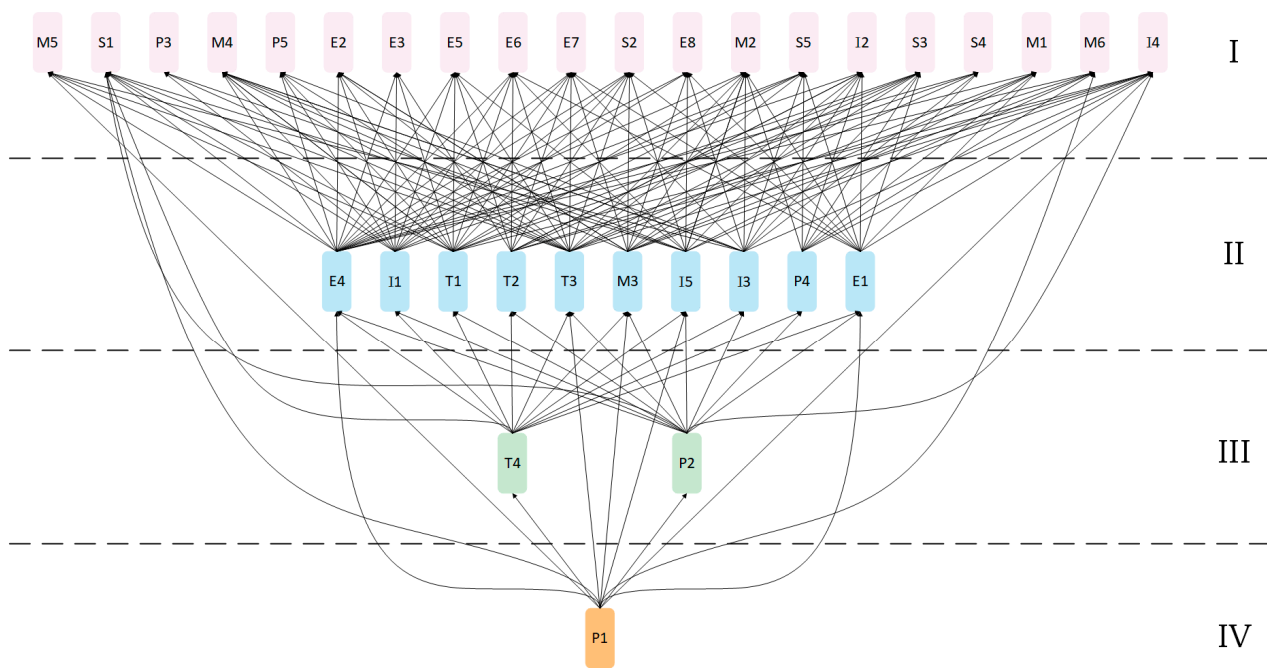 M5 S1 P3 M4 P5 E2 E3 E5 E6 E7 S2 E8 M2 S5 I2 S3 S4 M1 M6 I4 I
E4 I1 T1 T2 T3 M3 I5 I3 P4 E1 II
T4 P2 III
P1 IV